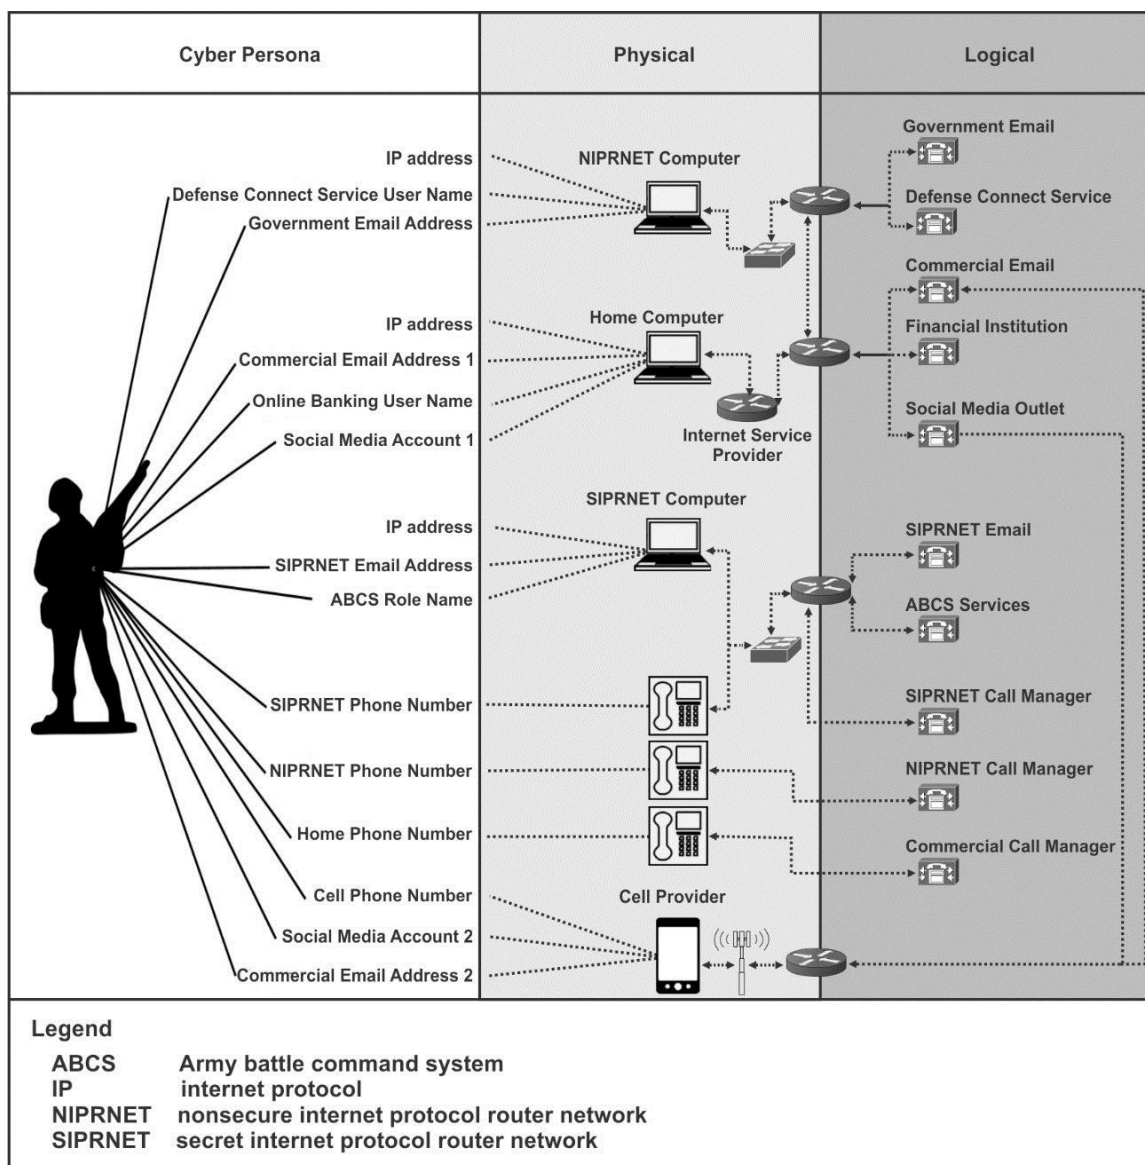 Cyber Persona
Physical
Logical
IP address
Defense Connect Service User Name
Government Email Address
NIPRNET Computer
Government Email
Defense Connect Service
IP address
Commercial Email Address 1
Online Banking User Name
Social Media Account 1
Home Computer
Internet Service
Provider
Commercial Email
Financial Institution
Social Media Outlet
IP address
SIPRNET Email Address
ABCS Role Name
SIPRNET Computer
SIPRNET Email
ABCS Services
SIPRNET Phone Number
SIPRNET Call Manager
NIPRNET Phone Number
NIPRNET Call Manager
Home Phone Number
Commercial Call Manager
Cell Phone Number
Social Media Account 2
Commercial Email Address 2
Cell Provider
Legend
ABCS Army battle command system
IP internet protocol
NIPRNET nonsecure internet protocol router network
SIPRNET secret internet protocol router network